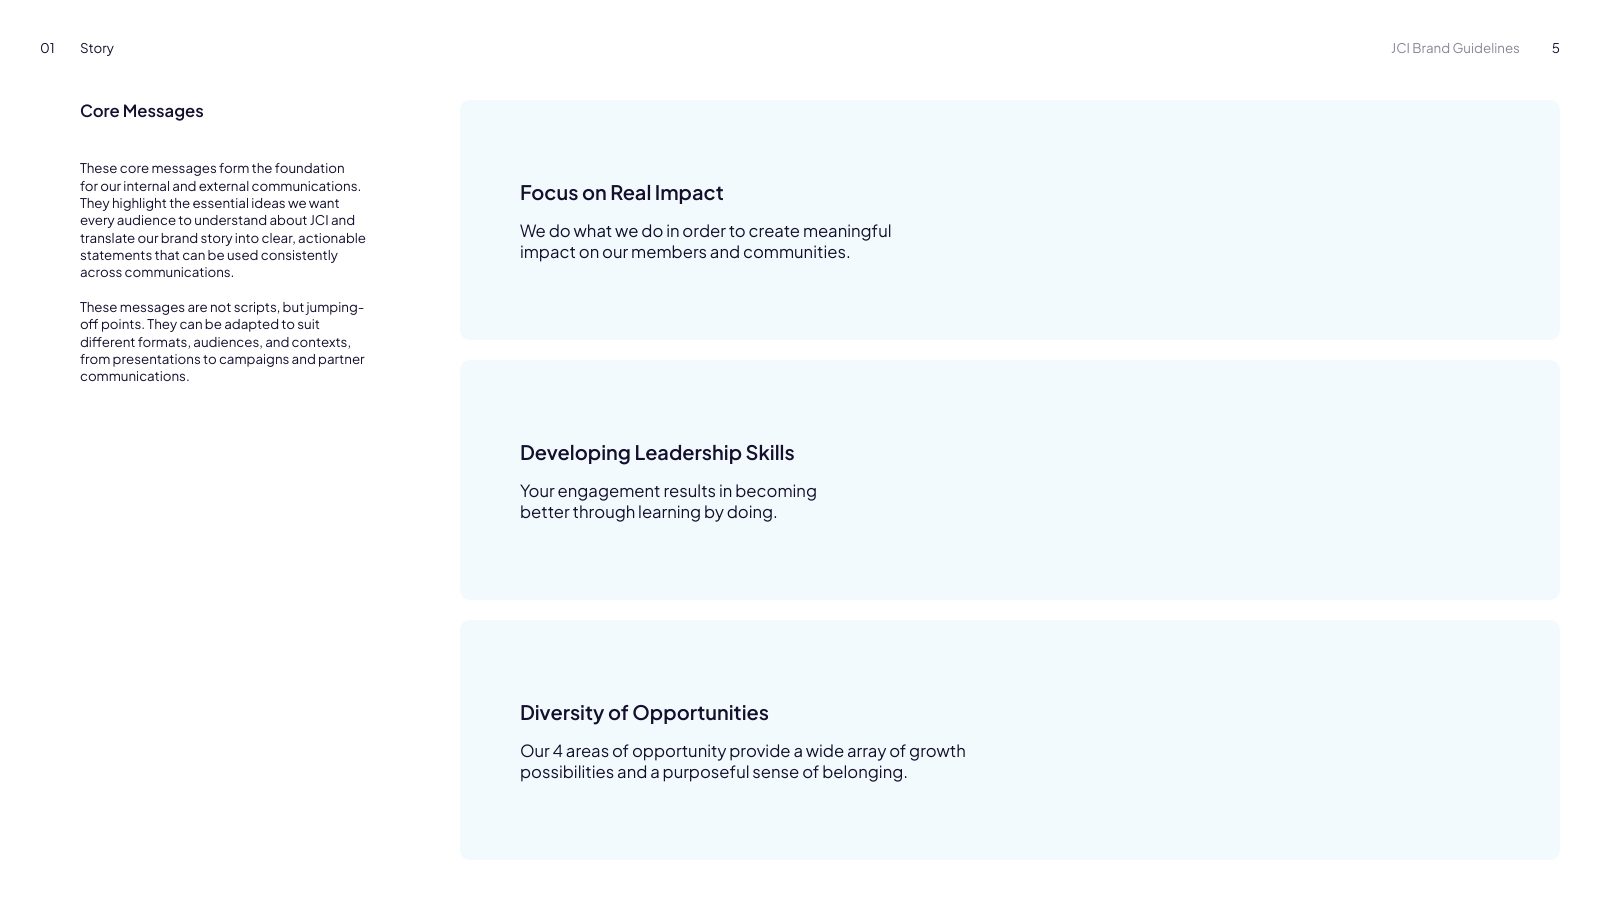 01 Story
JCI Brand Guidelines 5
Core Messages
These core messages form the foundation
for our internal and external communications.
They highlight the essential ideas we want
every audience to understand about JCI and
translate our brand story into clear, actionable
statements that can be used consistently
across communications.
These messages are not scripts, but jumping-
off points. They can be adapted to suit
different formats, audiences, and contexts,
from presentations to campaigns and partner
communications.
Focus on Real Impact
We do what we do in order to create meaningful
impact on our members and communities.
Developing Leadership Skills
Your engagement results in becoming
better through learning by doing.
Diversity of Opportunities
Our 4 areas of opportunity provide a wide array of growth
possibilities and a purposeful sense of belonging.